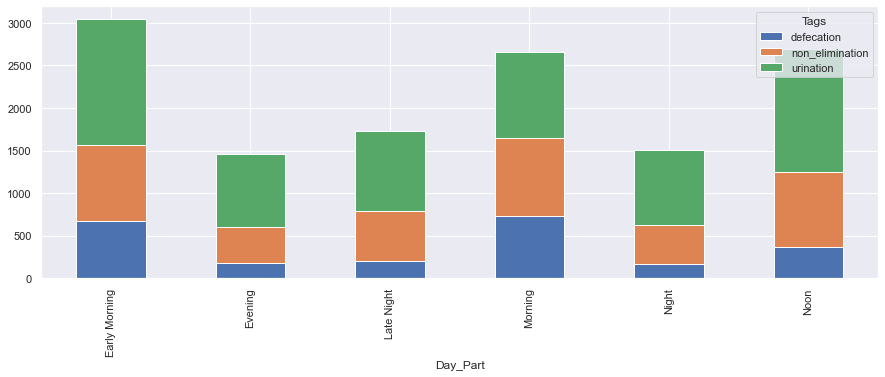 3000
2500
2000
1500
1000
500
0
Tags
defecation
non_elimination
urination
Early Morning
Evening
Late Night
Morning
Night
Noon
Day_Part